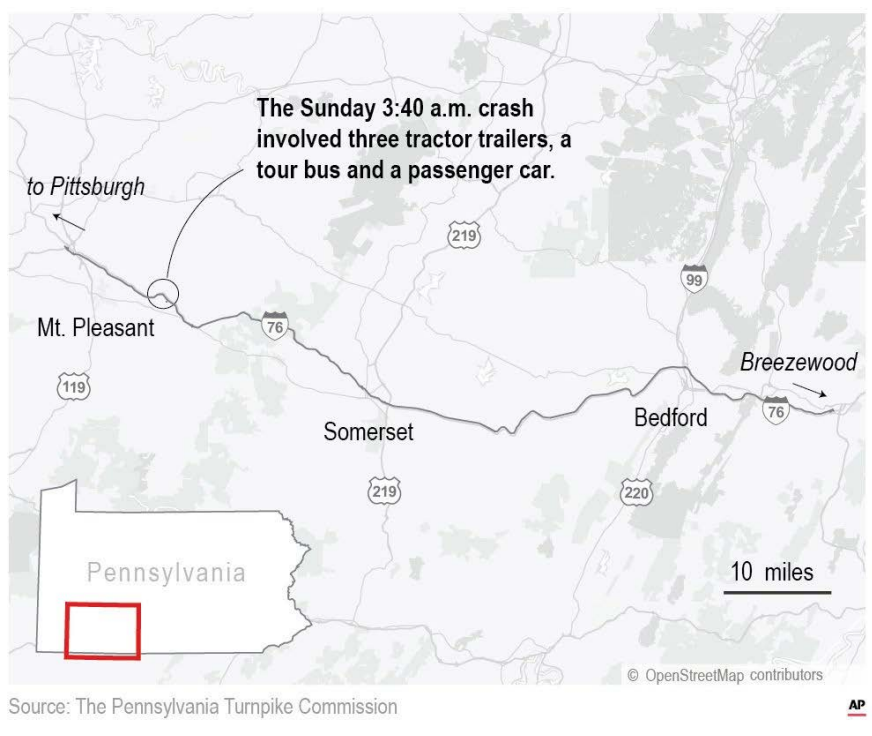 The Sunday 3:40 a.m. crash
involved three tractor trailers, a
tour bus and a passenger car.
to Pittsburgh
219
99
Mt. Pleasant
76
Breezewood
119
76
Somerset
Bedford
219
220
Pennsylvania
10 miles
© OpenStreetMap contributors
Source: The Pennsylvania Turnpike Commission
AP